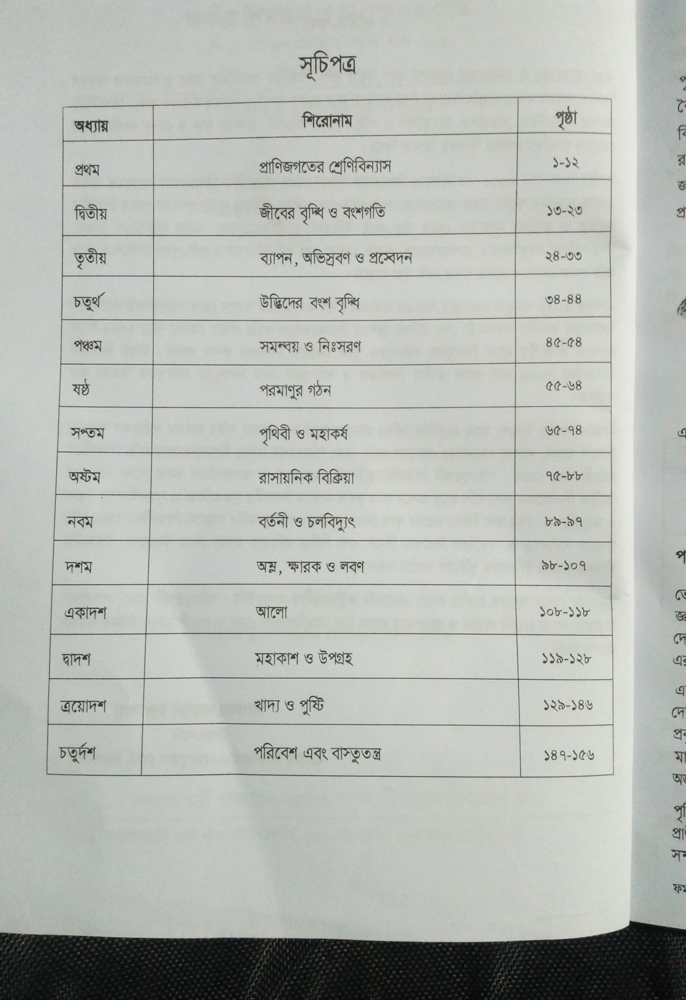 সূচিপত্র
অধ্যায় শিরোনাম পৃষ্ঠা
প্রথম প্রাণিজগতের শ্রেণিবিন্যাস ১-১২
দ্বিতীয় জীবের বৃদ্ধি ও বংশগতি ১৩-২৩
তৃতীয় ব্যাপন, অভিস্রবণ ও প্রস্বেদন ২৪-৩৩
চতুর্থ উদ্ভিদের বংশ বৃদ্ধি ৩৪-৪৪
পঞ্চম সমন্বয় ও নিঃসরণ ৪৫-৫৪
ষষ্ঠ পরমাণুর গঠন ৫৫-৬৪
সপ্তম পৃথিবী ও মহাকর্ষ ৬৫-৭৪
অষ্টম রাসায়নিক বিক্রিয়া ৭৫-৮৮
নবম বর্তনী ও চলবিদ্যুৎ ৮৯-৯৭
দশম অম্ল, ক্ষারক ও লবণ ৯৮-১০৭
একাদশ আলো ১০৮-১১৮
দ্বাদশ মহাকাশ ও উপগ্রহ ১১৯-১২৮
ত্রয়োদশ খাদ্য ও পুষ্টি ১২৯-১৪৬
চতুর্দশ পরিবেশ এবং বাস্তুতন্ত্র ১৪৭-১৫৬